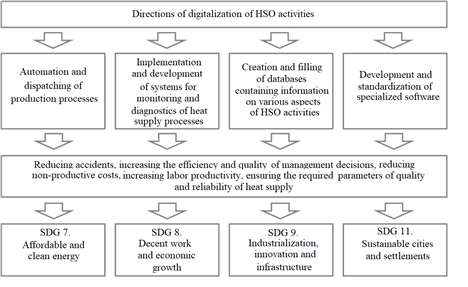 Directions of digitalization of HSO activities
Automation and
dispatching of
production processes
Implementation
and development
of systems for
monitoring and
diagnostics of heat
supply processes
Creation and filling
of databases
containing information
on various aspects
of HSO activities
Development and
standardization of
specialized software
Reducing accidents, increasing the efficiency and quality of management decisions, reducing
non-productive costs, increasing labor productivity, ensuring the required parameters of quality
and reliability of heat supply
SDG 7.
Affordable and
clean energy
SDG 8.
Decent work
and economic
growth
SDG 9.
Industrialization,
innovation and
infrastructure
SDG 11.
Sustainable cities
and settlements